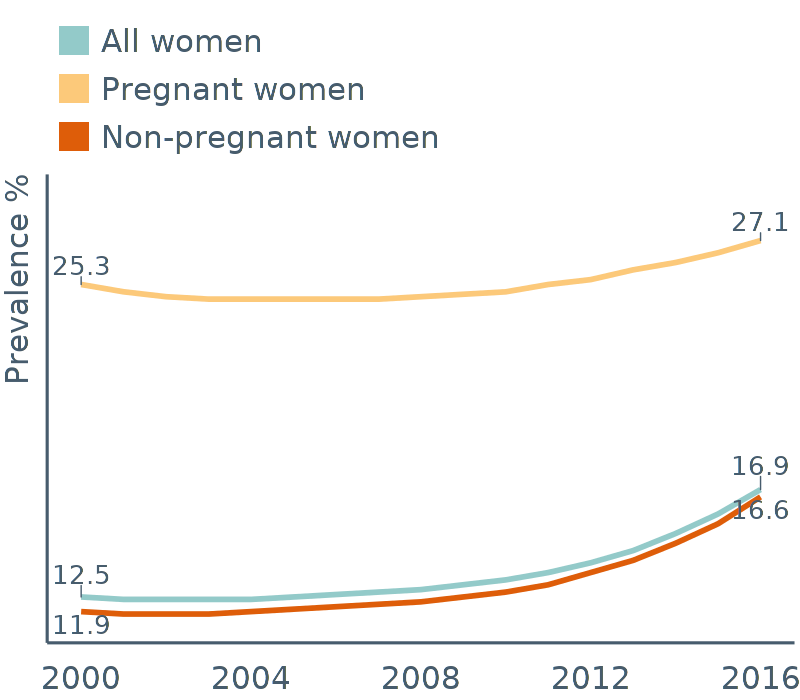 All women
Pregnant women
Non-pregnant women
Prevalence %
27.1
25.3
16.9
16.6
12.5
11.9
2000 2004 2008 2012 2016